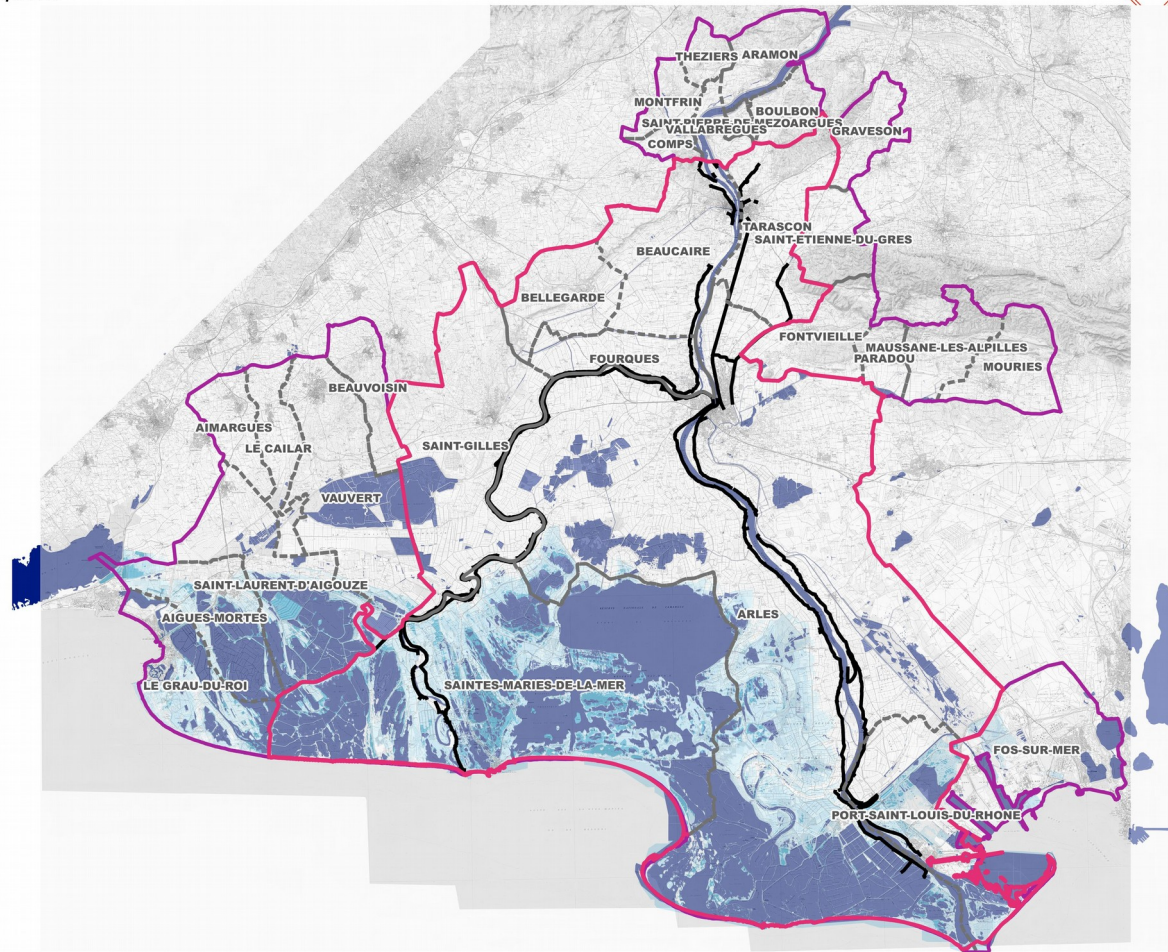 THEZIERS ARAMON
MONTFRIN
BOULBON
SAINT-PIERRE-DE-MEZOARGUES
VALLABREGUES
GRAVESON
COMPS
TARASCON
SAINT-ETIENNE-DU-GRES
BEAUCAIRE
BELLEGARDE
FONTVIEILLE
MAUSSANE-LES-ALPILLES
FOURQUES
PARADOU
MOURIES
BEAUVOISIN
AIMARGUES
LE CAILAR
SAINT-GILLES
VAUVERT
SAINT-LAURENT-D'AIGOUZE
AIGUES-MORTES
ARLES
LE GRAU-DU-ROI
SAINTES-MARIES-DE-LA-MER
FOS-SUR-MER
PORT-SAINT-LOUIS-DU-RHONE